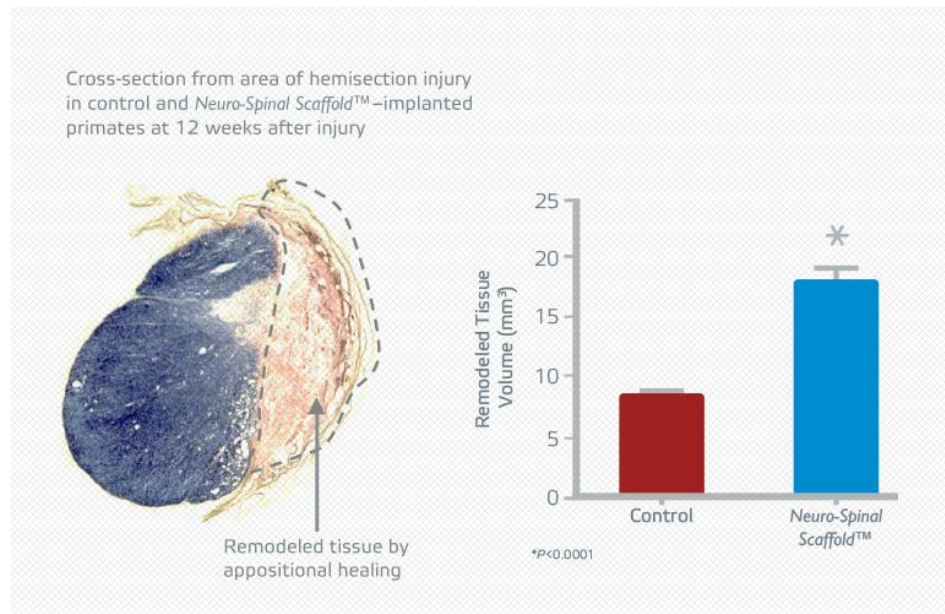 Cross-section from area of hemisection injury
in control and Neuro-Spinal Scaffold™–implanted
primates at 12 weeks after injury
Remodeled tissue by
appositional healing
Remodeled Tissue
Volume (mm³)
25
20
15
10
5
0
*
Control
Neuro-Spinal
Scaffold™
*P<0.0001